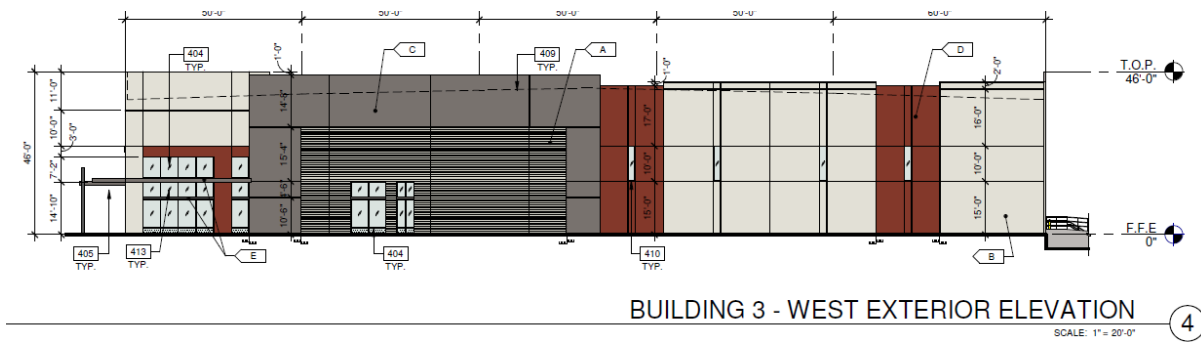 50'-0" 50'-0" 50'-0" 50'-0" 60'-0"
404
TYP.
1'-0"
C
409
TYP.
A
1'-0"
D
2'-0"
T.O.P.
46'-0"
46'-0"
11'-0"
10'-0"
3'-0"
7'-2"
14'-10"
15'-4"
10'-6"
17'-0"
10'-0"
15'-0"
16'-0"
10'-0"
15'-0"
F.F.E
0"
405
TYP.
413
TYP.
E
404
TYP.
410
TYP.
B
BUILDING 3 - WEST EXTERIOR ELEVATION
4
SCALE: 1" = 20'-0"